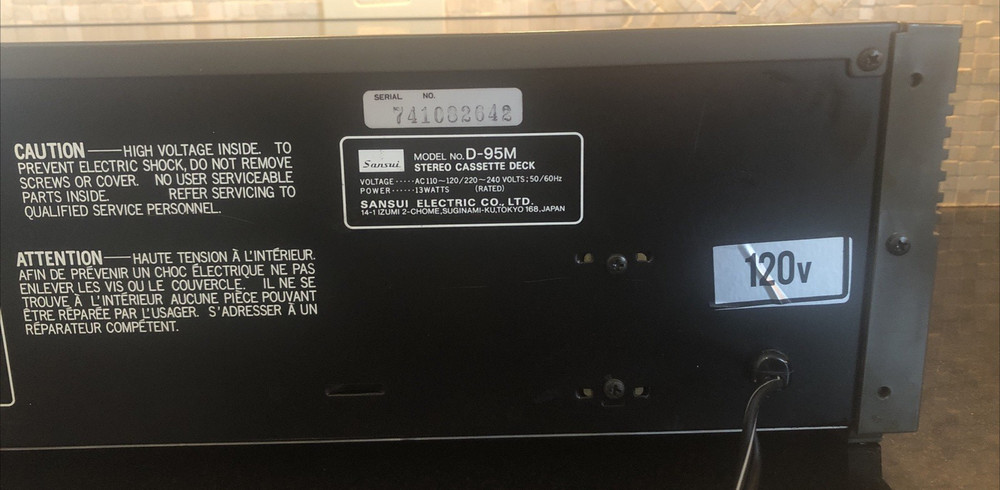 SERIAL NO.
741082642
CAUTION——HIGH VOLTAGE INSIDE. TO
PREVENT ELECTRIC SHOCK, DO NOT REMOVE
SCREWS OR COVER. NO USER SERVICEABLE
PARTS INSIDE. REFER SERVICING TO
QUALIFIED SERVICE PERSONNEL.
Sansui
MODEL No. D-95M
STEREO CASSETTE DECK
VOLTAGE·····AC110~120/220~240 VOLTS:50/60Hz
POWER······13WATTS (RATED)
SANSUI ELECTRIC CO., LTD.
14-1 IZUMI 2-CHOME, SUGINAMI-KU, TOKYO 168, JAPAN
ATTENTION——HAUTE TENSION À L'INTÉRIEUR.
AFIN DE PRÉVENIR UN CHOC ÉLECTRIQUE NE PAS
ENLEVER LES VIS OU LE COUVERCLE. IL NE SE
TROUVE À L'INTÉRIEUR AUCUNE PIÈCE POUVANT
ÊTRE RÉPARÉE PAR L'USAGER. S'ADRESSER À UN
RÉPARATEUR COMPÉTENT.
120v